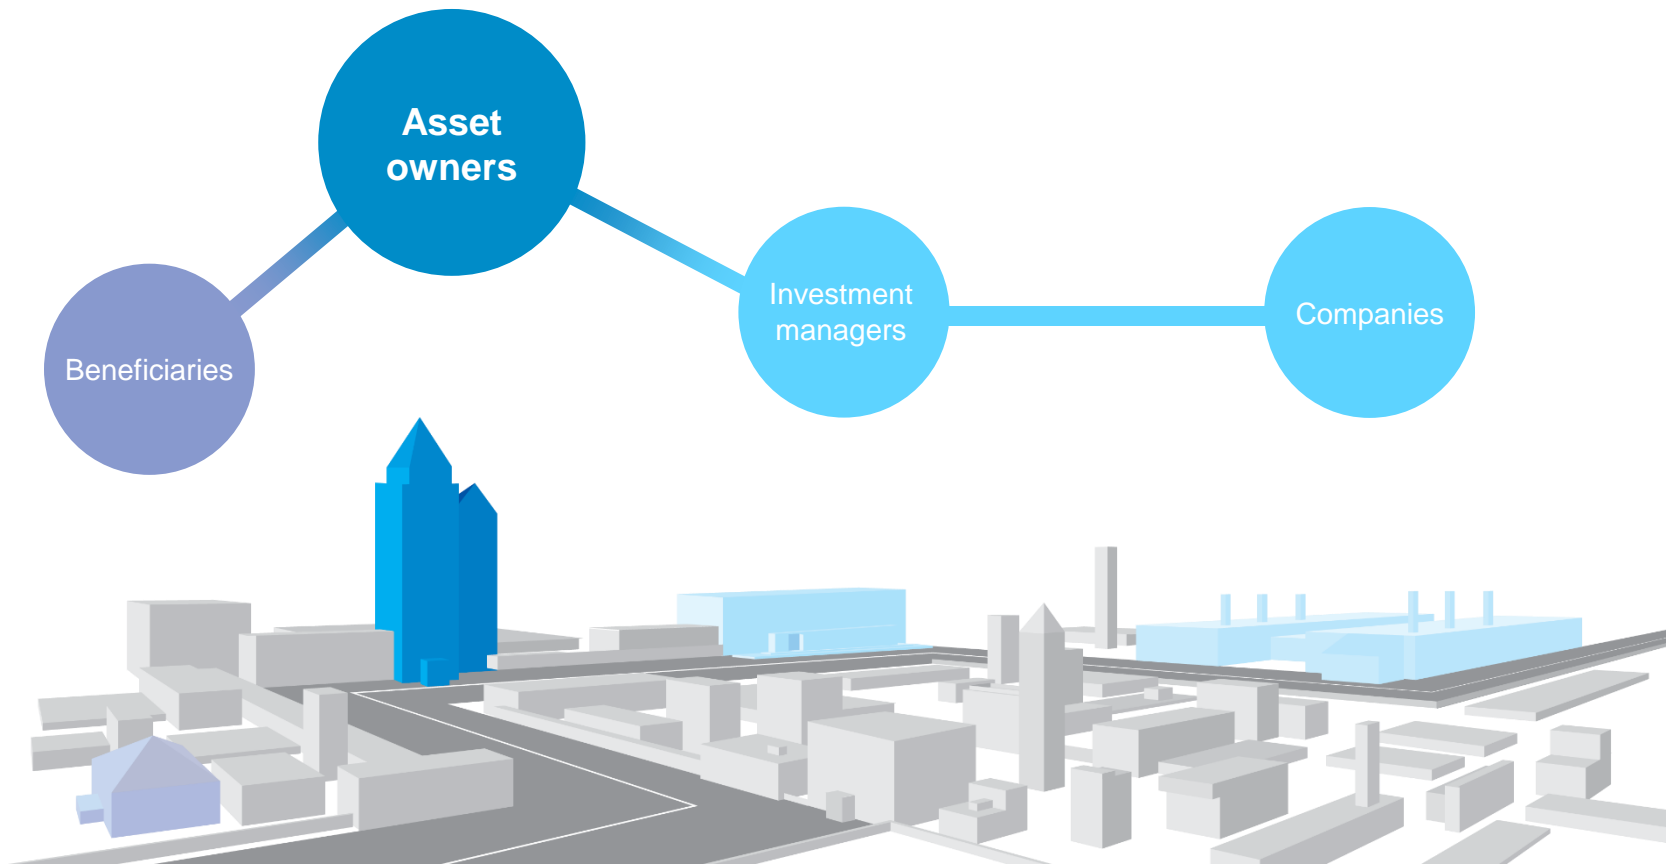 Asset
owners
Beneficiaries
Investment
managers
Companies